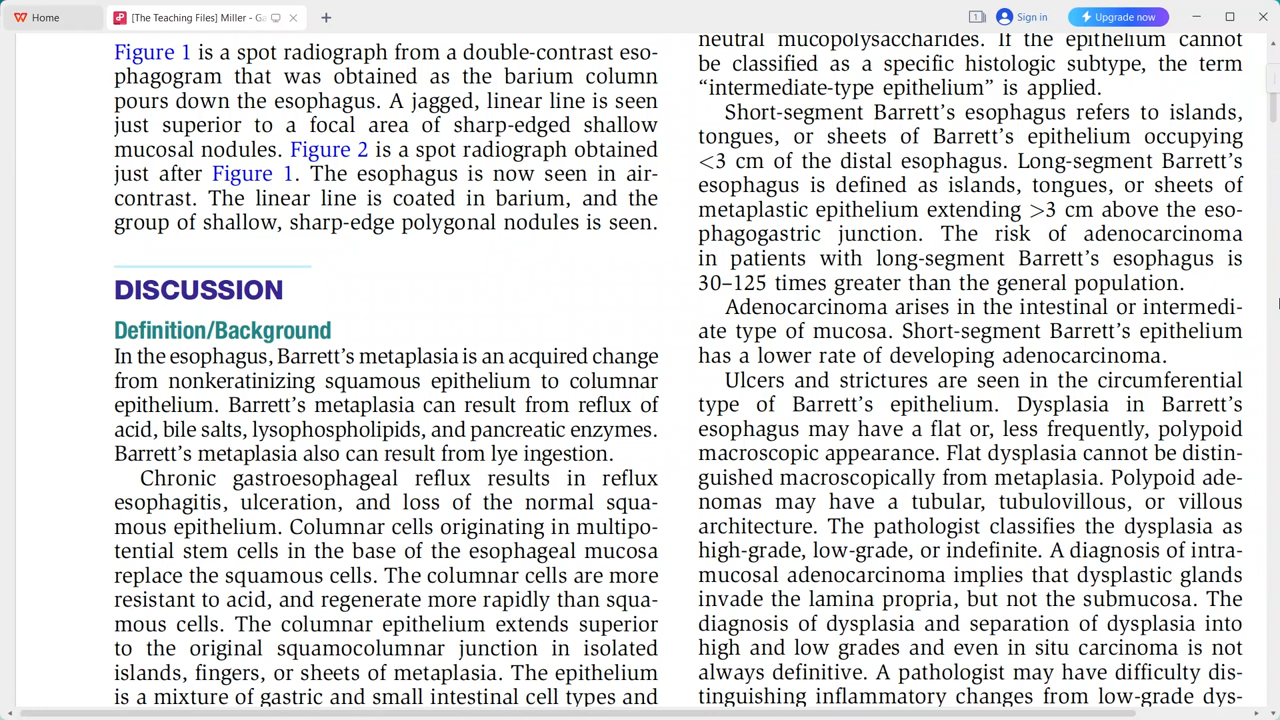 Home
[The Teaching Files] Miller - Ga
1
Sign in
Upgrade now
Figure 1 is a spot radiograph from a double-contrast eso-
phagogram that was obtained as the barium column
pours down the esophagus. A jagged, linear line is seen
just superior to a focal area of sharp-edged shallow
mucosal nodules. Figure 2 is a spot radiograph obtained
just after Figure 1. The esophagus is now seen in air-
contrast. The linear line is coated in barium, and the
group of shallow, sharp-edge polygonal nodules is seen.
DISCUSSION
Definition/Background
In the esophagus, Barrett’s metaplasia is an acquired change
from nonkeratinizing squamous epithelium to columnar
epithelium. Barrett’s metaplasia can result from reflux of
acid, bile salts, lysophospholipids, and pancreatic enzymes.
Barrett’s metaplasia also can result from lye ingestion.
Chronic gastroesophageal reflux results in reflux
esophagitis, ulceration, and loss of the normal squa-
mous epithelium. Columnar cells originating in multipo-
tential stem cells in the base of the esophageal mucosa
replace the squamous cells. The columnar cells are more
resistant to acid, and regenerate more rapidly than squa-
mous cells. The columnar epithelium extends superior
to the original squamocolumnar junction in isolated
islands, fingers, or sheets of metaplasia. The epithelium
is a mixture of gastric and small intestinal cell types and
neutral mucopolysaccharides. If the epithelium cannot
be classified as a specific histologic subtype, the term
“intermediate-type epithelium” is applied.
Short-segment Barrett’s esophagus refers to islands,
tongues, or sheets of Barrett’s epithelium occupying
<3 cm of the distal esophagus. Long-segment Barrett’s
esophagus is defined as islands, tongues, or sheets of
metaplastic epithelium extending >3 cm above the eso-
phagogastric junction. The risk of adenocarcinoma
in patients with long-segment Barrett’s esophagus is
30–125 times greater than the general population.
Adenocarcinoma arises in the intestinal or intermedi-
ate type of mucosa. Short-segment Barrett’s epithelium
has a lower rate of developing adenocarcinoma.
Ulcers and strictures are seen in the circumferential
type of Barrett’s epithelium. Dysplasia in Barrett’s
esophagus may have a flat or, less frequently, polypoid
macroscopic appearance. Flat dysplasia cannot be distin-
guished macroscopically from metaplasia. Polypoid ade-
nomas may have a tubular, tubulovillous, or villous
architecture. The pathologist classifies the dysplasia as
high-grade, low-grade, or indefinite. A diagnosis of intra-
mucosal adenocarcinoma implies that dysplastic glands
invade the lamina propria, but not the submucosa. The
diagnosis of dysplasia and separation of dysplasia into
high and low grades and even in situ carcinoma is not
always definitive. A pathologist may have difficulty dis-
tinguishing inflammatory changes from low-grade dys-